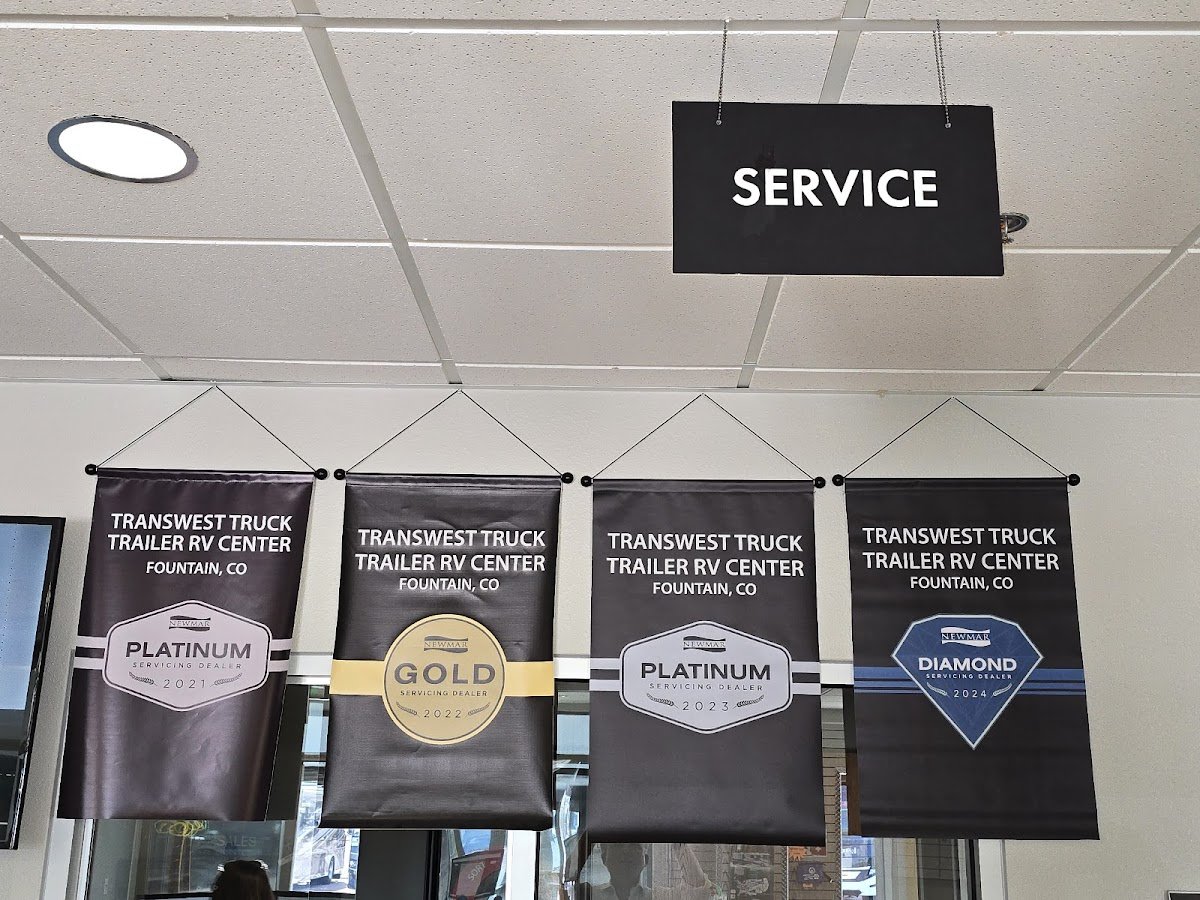 SERVICE
TRANSWEST TRUCK
TRAILER RV CENTER
FOUNTAIN, CO
NEWMAR
PLATINUM
SERVICING DEALER
2021
TRANSWEST TRUCK
TRAILER RV CENTER
FOUNTAIN, CO
NEWMAR
GOLD
SERVICING DEALER
2022
TRANSWEST TRUCK
TRAILER RV CENTER
FOUNTAIN, CO
NEWMAR
PLATINUM
SERVICING DEALER
2023
TRANSWEST TRUCK
TRAILER RV CENTER
FOUNTAIN, CO
NEWMAR
DIAMOND
SERVICING DEALER
2024
SALES